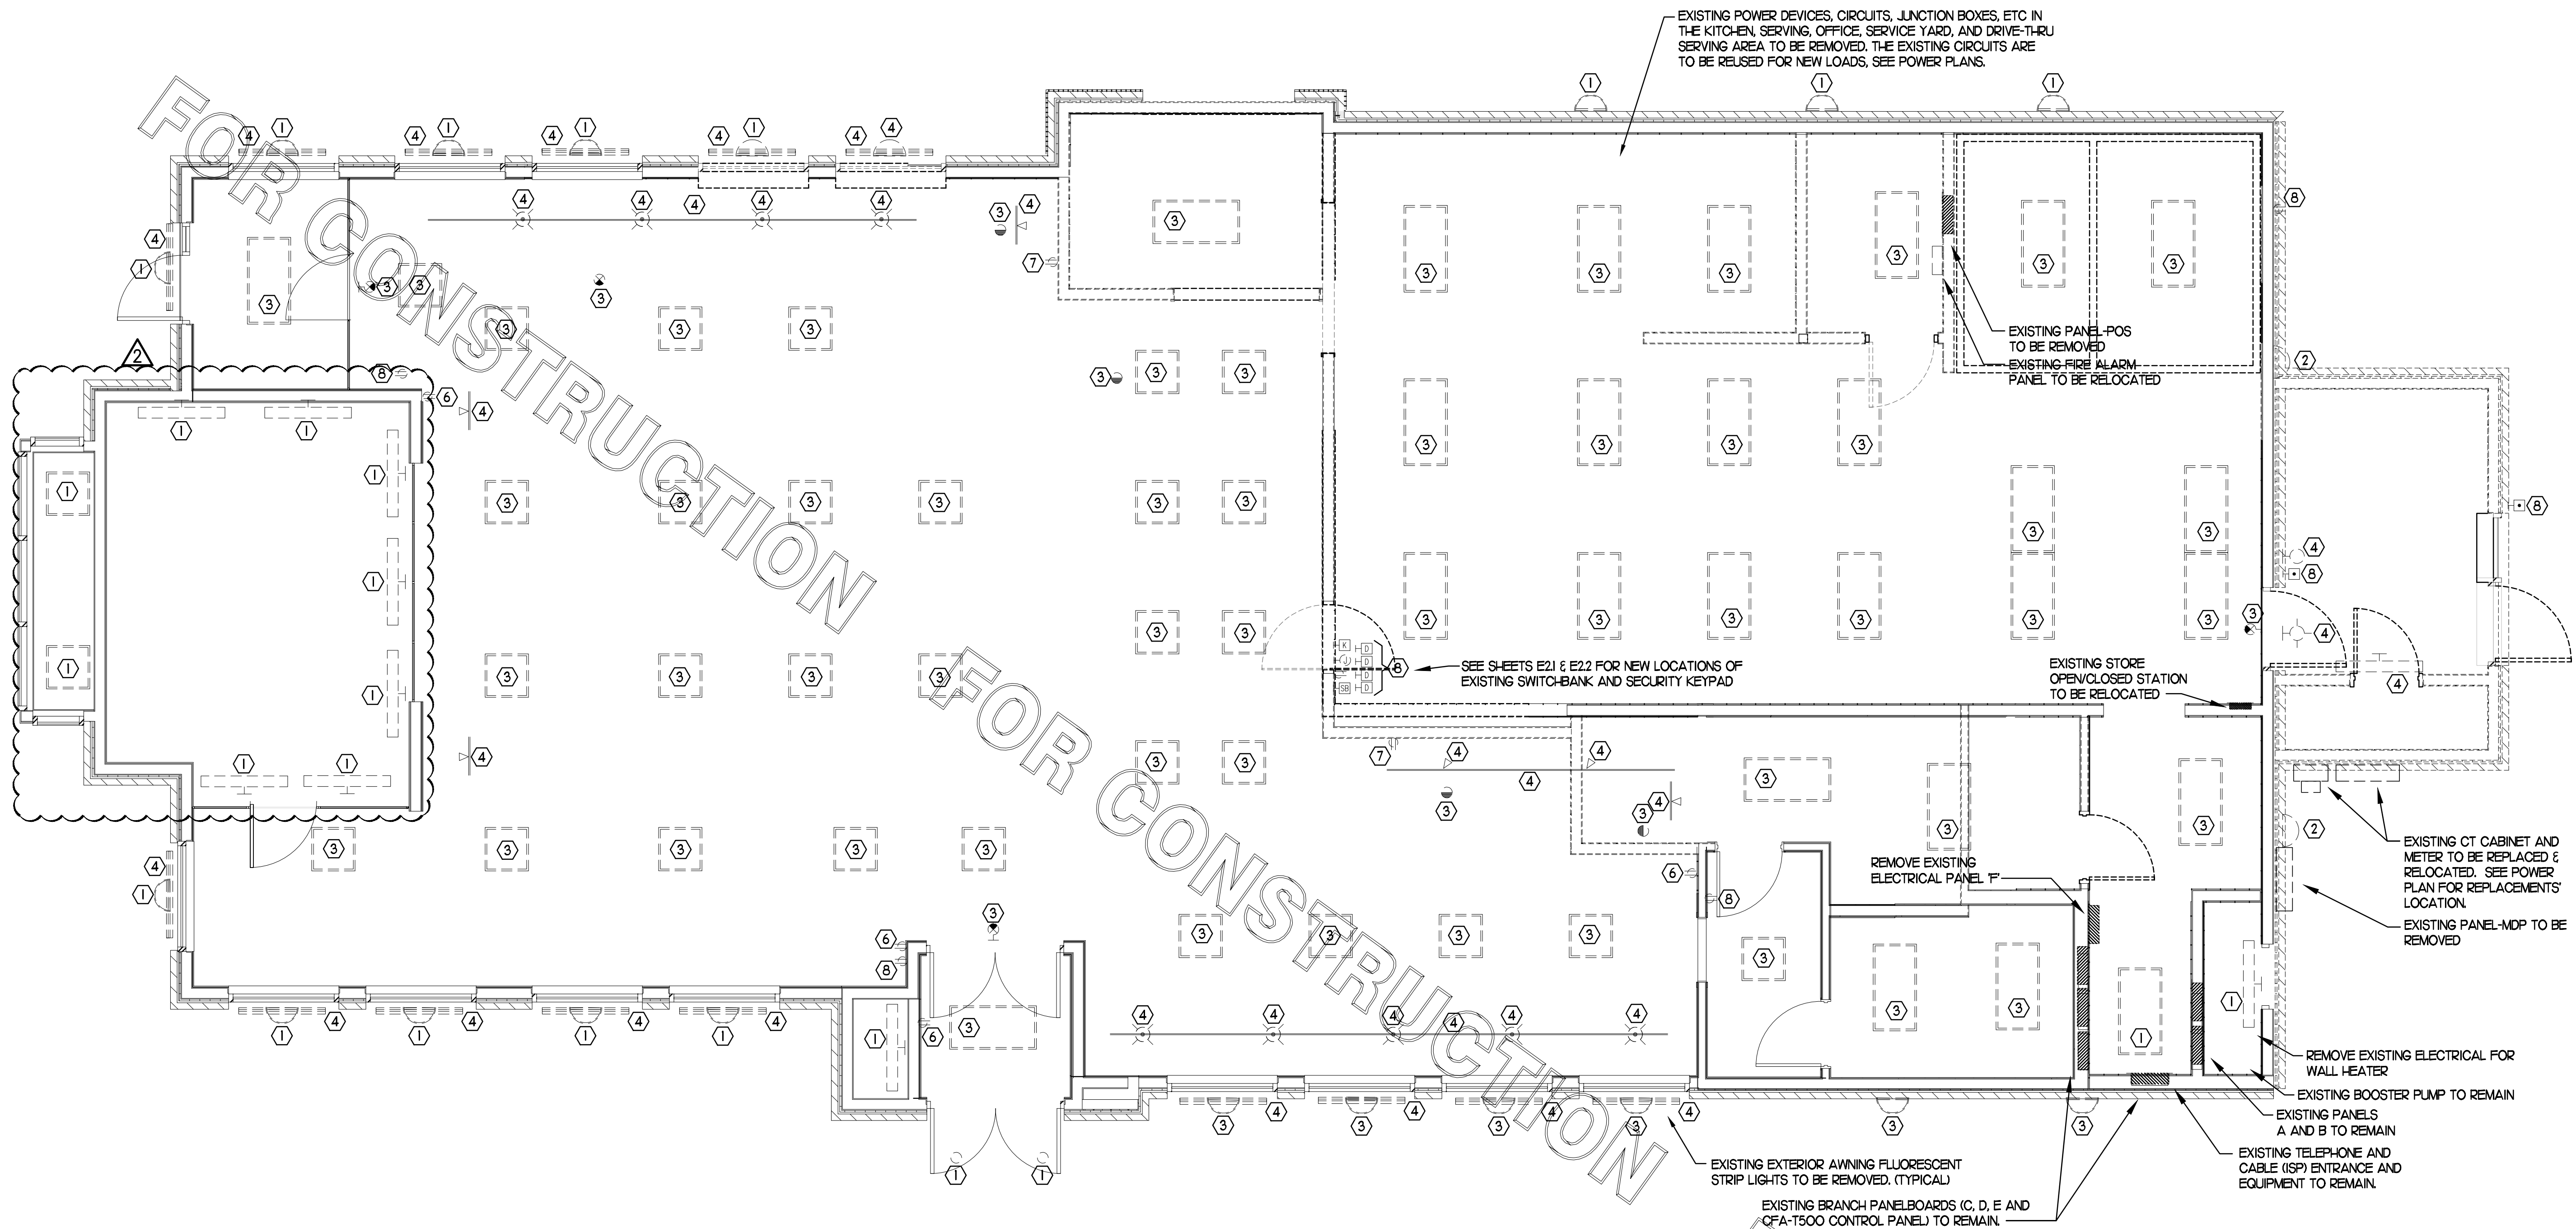 EXISTING POWER DEVICES, CIRCUITS, JUNCTION BOXES, ETC IN
THE KITCHEN, SERVING, OFFICE, SERVICE YARD, AND DRIVE-THRU
SERVING AREA TO BE REMOVED. THE EXISTING CIRCUITS ARE
TO BE REUSED FOR NEW LOADS, SEE POWER PLANS.
FOR CONSTRUCTION
EXISTING PANEL-POS
TO BE REMOVED
EXISTING FIRE ALARM
PANEL TO BE RELOCATED
2
SEE SHEETS E2.1 & E2.2 FOR NEW LOCATIONS OF
EXISTING SWITCHBANK AND SECURITY KEYPAD
K
D
J
D
D
SB
D
8
EXISTING STORE
OPEN/CLOSED STATION
TO BE RELOCATED
FOR CONSTRUCTION
REMOVE EXISTING
ELECTRICAL PANEL "F"
EXISTING CT CABINET AND
METER TO BE REPLACED &
RELOCATED. SEE POWER
PLAN FOR REPLACEMENTS'
LOCATION.
EXISTING PANEL-MDP TO BE
REMOVED
REMOVE EXISTING ELECTRICAL FOR
WALL HEATER
EXISTING BOOSTER PUMP TO REMAIN
EXISTING PANELS
A AND B TO REMAIN
EXISTING TELEPHONE AND
CABLE (ISP) ENTRANCE AND
EQUIPMENT TO REMAIN.
EXISTING EXTERIOR AWNING FLUORESCENT
STRIP LIGHTS TO BE REMOVED. (TYPICAL)
EXISTING BRANCH PANELBOARDS (C, D, E AND
CFA-T500 CONTROL PANEL) TO REMAIN.